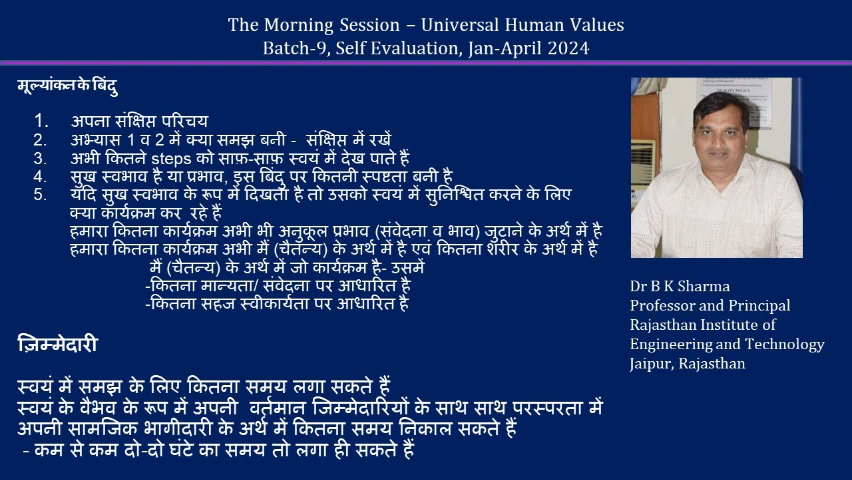 The Morning Session – Universal Human Values
Batch-9, Self Evaluation, Jan-April 2024
मूल्यांकन के बिंदु
1. अपना संक्षिप्त परिचय
2. अभ्यास 1 व 2 में क्या समझ बनी - संक्षिप्त में रखें
3. अभी कितने steps को साफ़-साफ़ स्वयं में देख पाते हैं
4. सुख स्वभाव है या प्रभाव, इस बिंदु पर कितनी स्पष्टता बनी है
5. यदि सुख स्वभाव के रूप में दिखता है तो उसको स्वयं में सुनिश्चित करने के लिए
क्या कार्यक्रम कर रहे हैं
हमारा कितना कार्यक्रम अभी भी अनुकूल प्रभाव (संवेदना व भाव) जुटाने के अर्थ में है
हमारा कितना कार्यक्रम अभी मैं (चैतन्य) के अर्थ में है एवं कितना शरीर के अर्थ में है
मैं (चैतन्य) के अर्थ में जो कार्यक्रम है- उसमें
-कितना मान्यता/ संवेदना पर आधारित है
-कितना सहज स्वीकार्यता पर आधारित है
ज़िम्मेदारी
स्वयं में समझ के लिए कितना समय लगा सकते हैं
स्वयं के वैभव के रूप में अपनी वर्तमान जिम्मेदारियों के साथ साथ परस्परता में
अपनी सामजिक भागीदारी के अर्थ में कितना समय निकाल सकते हैं
- कम से कम दो-दो घंटे का समय तो लगा ही सकते हैं
Dr B K Sharma
Professor and Principal
Rajasthan Institute of
Engineering and Technology
Jaipur, Rajasthan